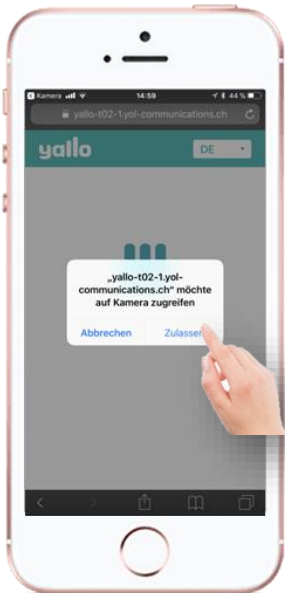 Kamera 14:59 44 %
yallo-t02-1.yol-communications.ch
yallo DE
„yallo-t02-1.yol-
communications.ch“ möchte
auf Kamera zugreifen
Abbrechen Zulassen